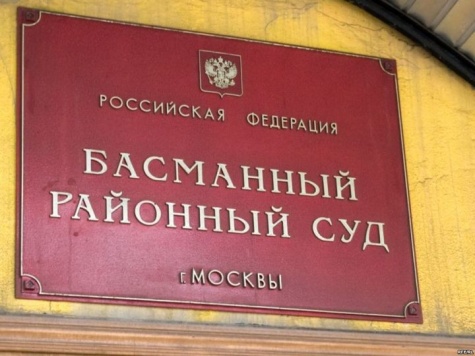 РОССИЙСКАЯ ФЕДЕРАЦИЯ
БАСМАННЫЙ
РАЙОННЫЙ СУД
г. МОСКВЫ